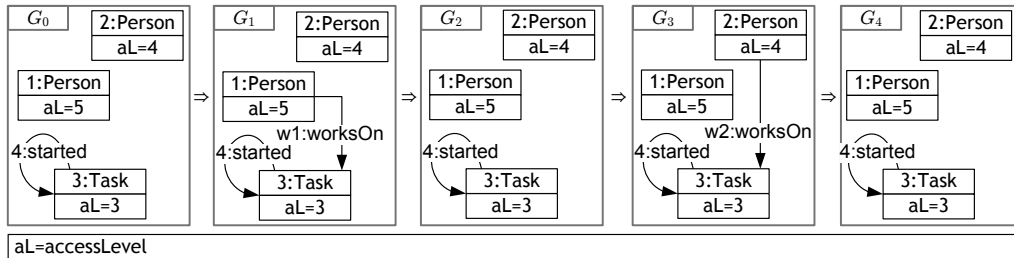 G₀
2:Person
aL=4
1:Person
aL=5
4:started
3:Task
aL=3
⇒
G₁
2:Person
aL=4
1:Person
aL=5
w1:worksOn
4:started
3:Task
aL=3
⇒
G₂
2:Person
aL=4
1:Person
aL=5
4:started
3:Task
aL=3
⇒
G₃
2:Person
aL=4
1:Person
aL=5
w2:worksOn
4:started
3:Task
aL=3
⇒
G₄
2:Person
aL=4
1:Person
aL=5
4:started
3:Task
aL=3
aL=accessLevel